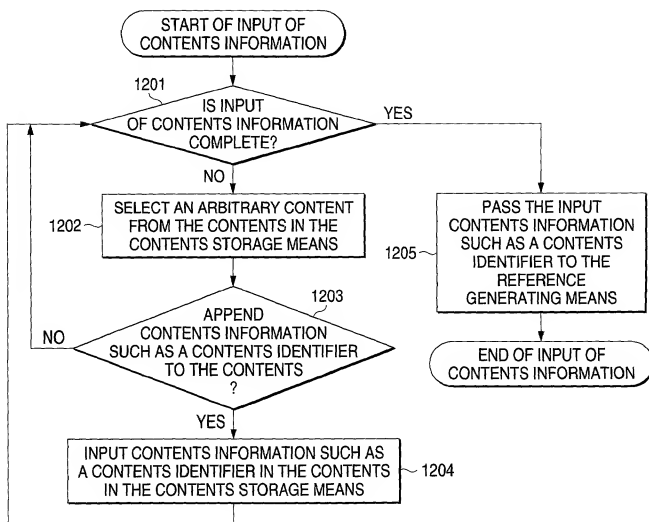 START OF INPUT OF
CONTENTS INFORMATION
1201
IS INPUT
OF CONTENTS INFORMATION
COMPLETE?
YES
NO
1202
SELECT AN ARBITRARY CONTENT
FROM THE CONTENTS IN THE
CONTENTS STORAGE MEANS
1203
APPEND
CONTENTS INFORMATION
SUCH AS A CONTENTS IDENTIFIER
TO THE CONTENTS
?
NO
YES
INPUT CONTENTS INFORMATION SUCH AS
A CONTENTS IDENTIFIER IN THE CONTENTS
IN THE CONTENTS STORAGE MEANS
1204
1205
PASS THE INPUT
CONTENTS INFORMATION
SUCH AS A CONTENTS
IDENTIFIER TO THE
REFERENCE
GENERATING MEANS
END OF INPUT OF
CONTENTS INFORMATION